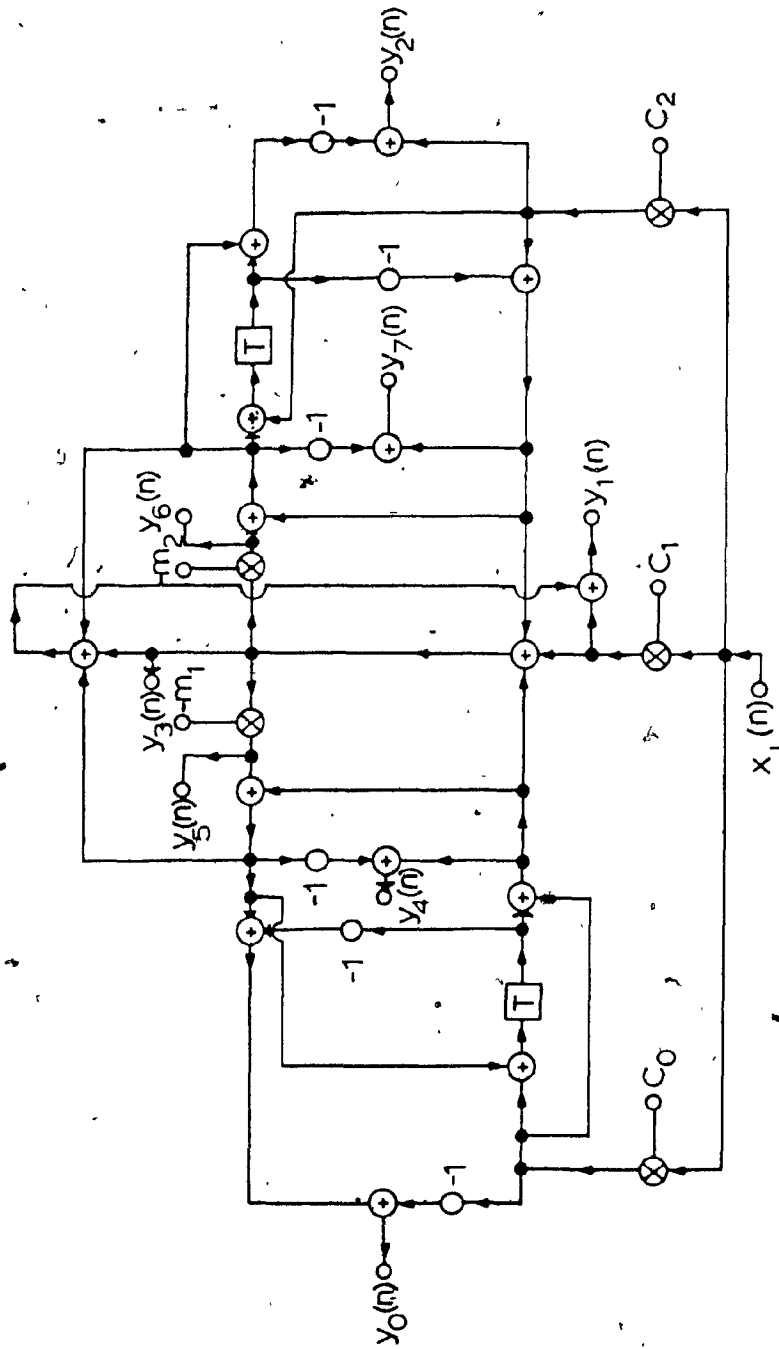 y₀(n)
-1
C₀
T
-1
y₄(n)
-1
y₅(n)
-m₁
y₃(n)
x₁(n)
C₁
y₁(n)
-m₂
y₆(n)
-1
y₇(n)
T
-1
-1
y₂(n)
C₂